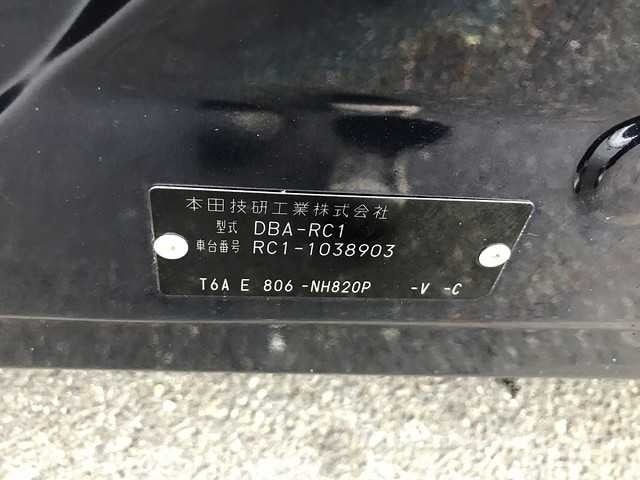 本田技研工業株式会社
型式 DBA-RC1
車台番号 RC1-1038903
T6A E 806 -NH820P -V -C